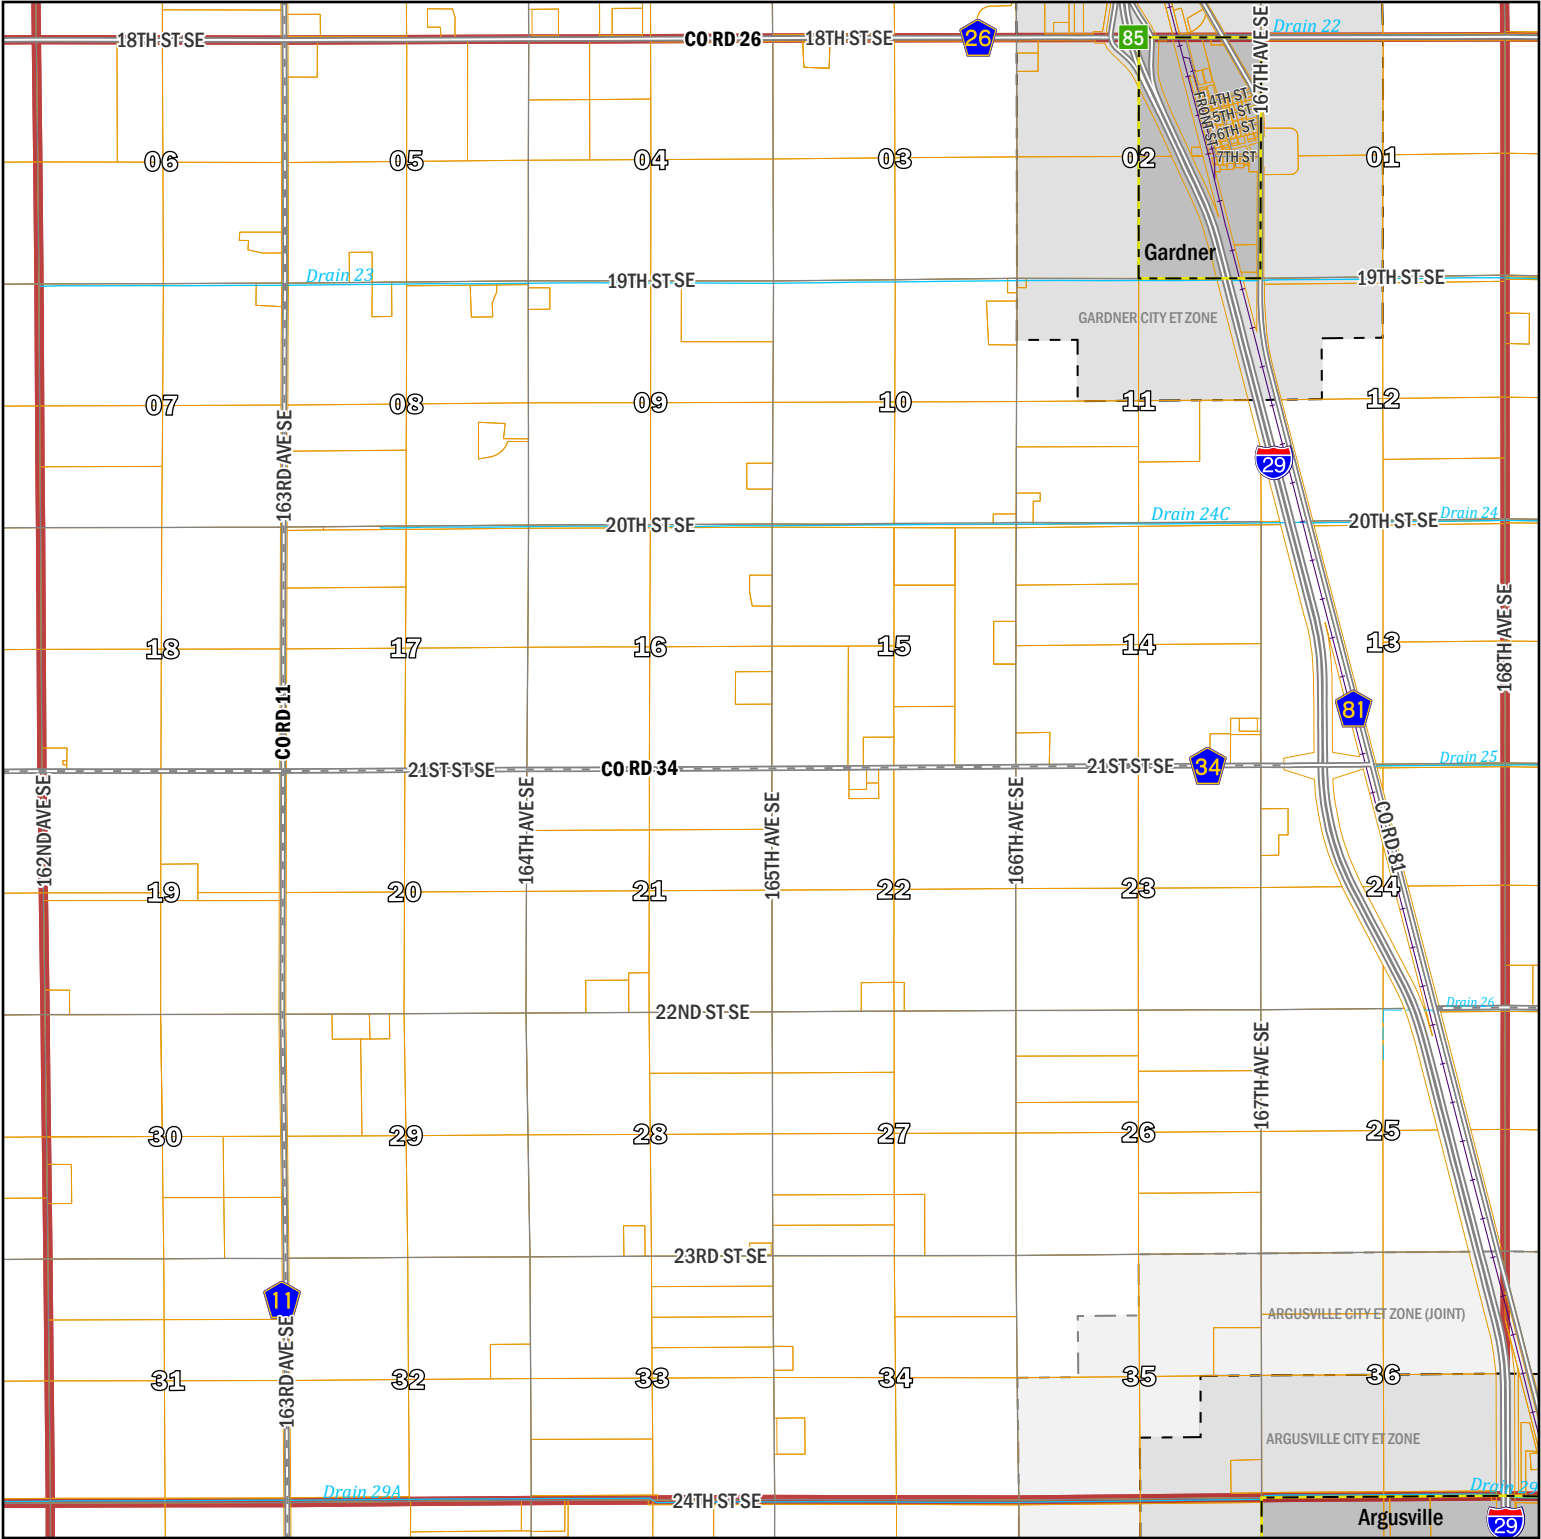 18TH ST SE
CO RD 26
18TH ST SE
26
85
167TH AVE SE
Drain 22
FRONT ST
4TH ST
5TH ST
6TH ST
7TH ST
06
05
04
03
02
01
Gardner
Drain 23
19TH ST SE
19TH ST SE
GARDNER CITY ET ZONE
07
08
09
10
11
12
163RD AVE SE
29
20TH ST SE
Drain 24C
20TH ST SE
Drain 24
18
17
16
15
14
13
168TH AVE SE
CO RD 11
81
21ST ST SE
CO RD 34
21ST ST SE
34
Drain 25
162ND AVE SE
164TH AVE SE
165TH AVE SE
166TH AVE SE
CO RD 81
19
20
21
22
23
24
22ND ST SE
Drain 26
167TH AVE SE
30
29
28
27
26
25
23RD ST SE
11
ARGUSVILLE CITY ET ZONE (JOINT)
163RD AVE SE
31
32
33
34
35
36
ARGUSVILLE CITY ET ZONE
Drain 29A
24TH ST SE
Drain 29
Argusville
29